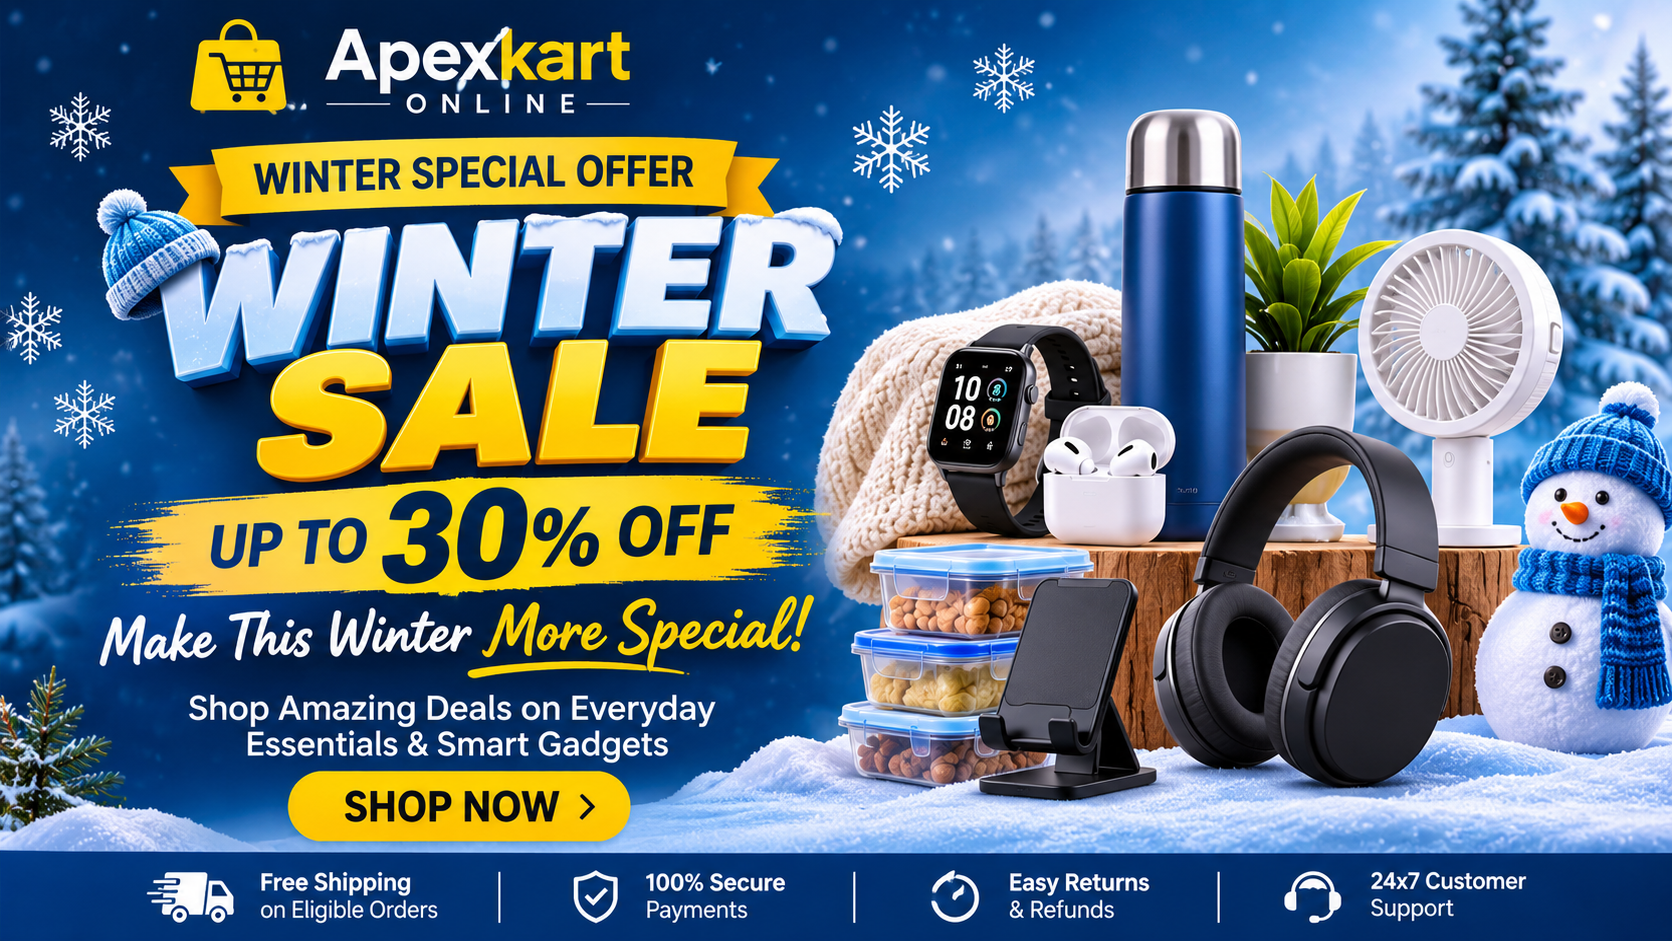 Apexkart
ONLINE
WINTER SPECIAL OFFER
WINTER
SALE
UP TO 30% OFF
Make This Winter More Special!
Shop Amazing Deals on Everyday
Essentials & Smart Gadgets
SHOP NOW >
10
08
Free Shipping
on Eligible Orders
100% Secure
Payments
Easy Returns
& Refunds
24x7 Customer
Support